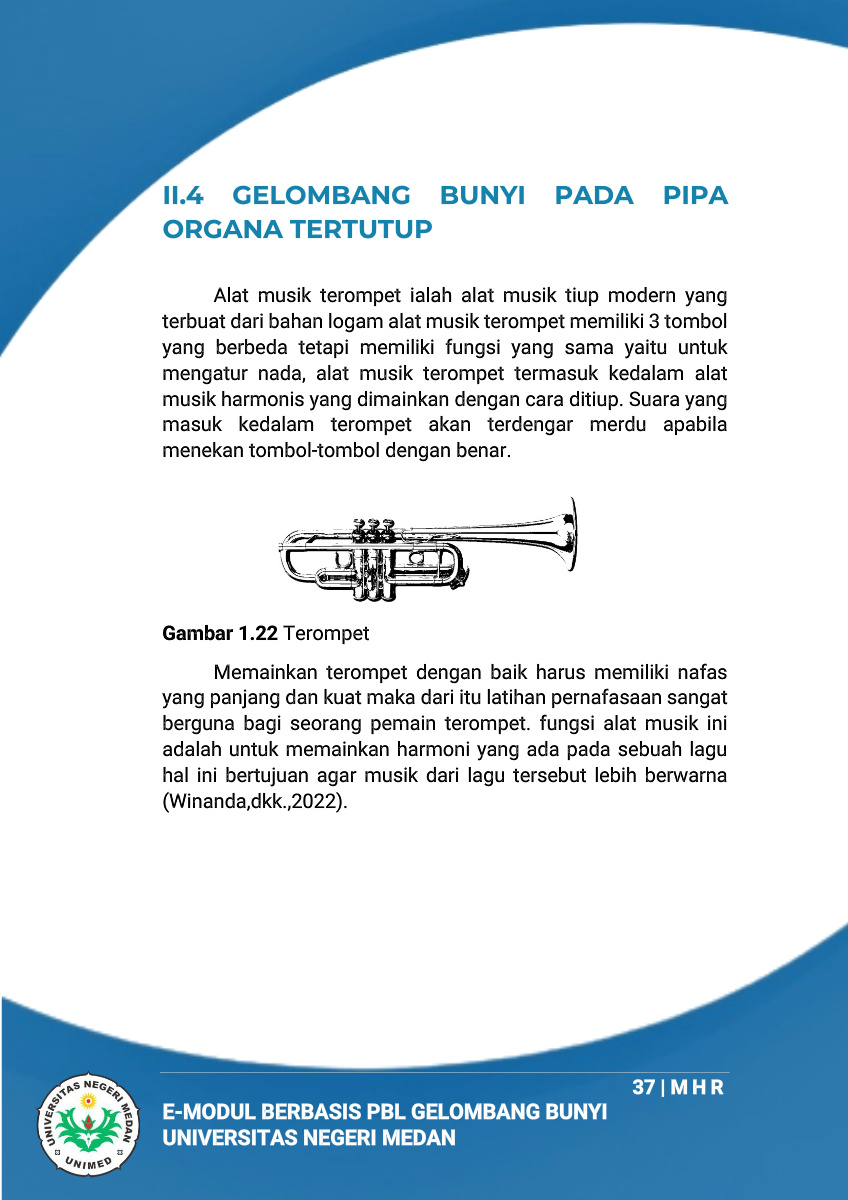 II.4 GELOMBANG BUNYI PADA PIPA
ORGANA TERTUTUP
Alat musik terompet ialah alat musik tiup modern yang
terbuat dari bahan logam alat musik terompet memiliki 3 tombol
yang berbeda tetapi memiliki fungsi yang sama yaitu untuk
mengatur nada, alat musik terompet termasuk kedalam alat
musik harmonis yang dimainkan dengan cara ditiup. Suara yang
masuk kedalam terompet akan terdengar merdu apabila
menekan tombol-tombol dengan benar.
Gambar 1.22 Terompet
Memainkan terompet dengan baik harus memiliki nafas
yang panjang dan kuat maka dari itu latihan pernafasaan sangat
berguna bagi seorang pemain terompet. fungsi alat musik ini
adalah untuk memainkan harmoni yang ada pada sebuah lagu
hal ini bertujuan agar musik dari lagu tersebut lebih berwarna
(Winanda,dkk.,2022).
37 | M H R
E-MODUL BERBASIS PBL GELOMBANG BUNYI
UNIVERSITAS NEGERI MEDAN
UNIVERSITAS NEGERI MEDAN
UNIMED